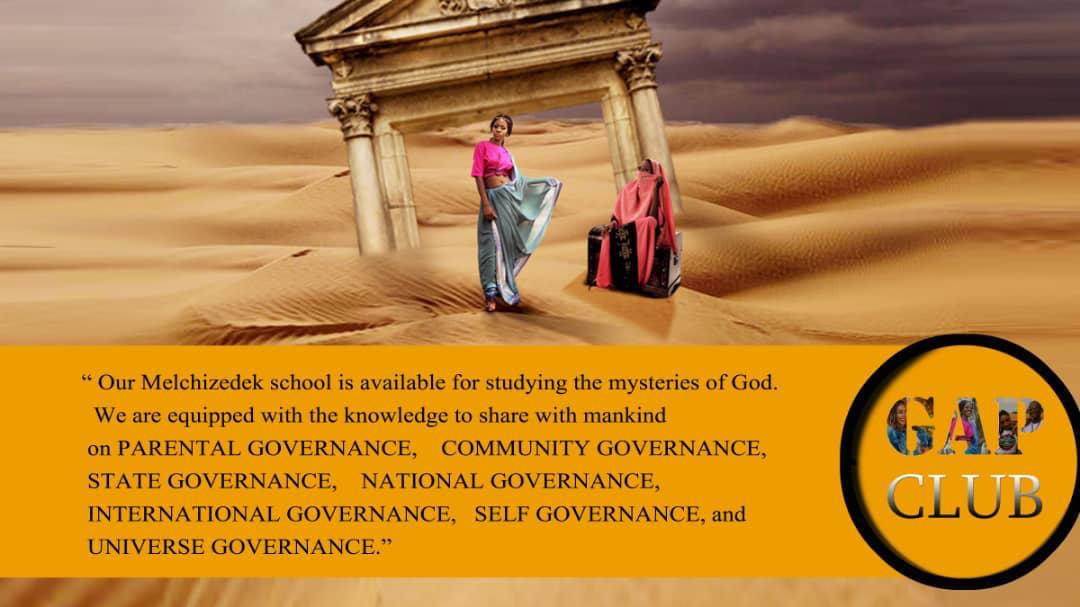 “ Our Melchizedek school is available for studying the mysteries of God.
We are equipped with the knowledge to share with mankind
on PARENTAL GOVERNANCE, COMMUNITY GOVERNANCE,
STATE GOVERNANCE, NATIONAL GOVERNANCE,
INTERNATIONAL GOVERNANCE, SELF GOVERNANCE, and
UNIVERSE GOVERNANCE.”
GAP
CLUB